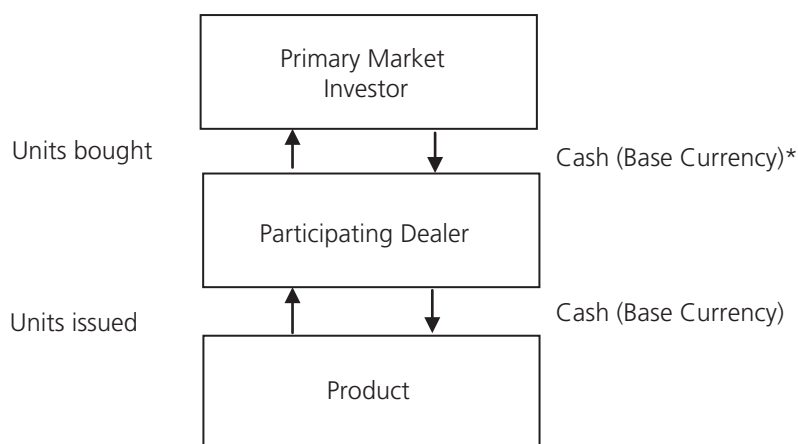 Primary Market
Investor
Units bought
Cash (Base Currency)*
Participating Dealer
Units issued
Cash (Base Currency)
Product